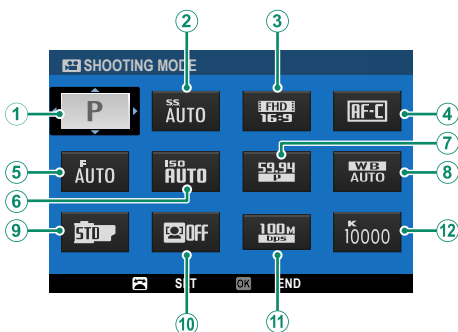 2 3
SHOOTING MODE
1 P S.S. AUTO FHD 16:9 AF-C 4
7
5 F AUTO ISO AUTO 59.94 P WB AUTO 8
6
9 STD OFF 100M bps K 10000 12
SET OK END
10 11